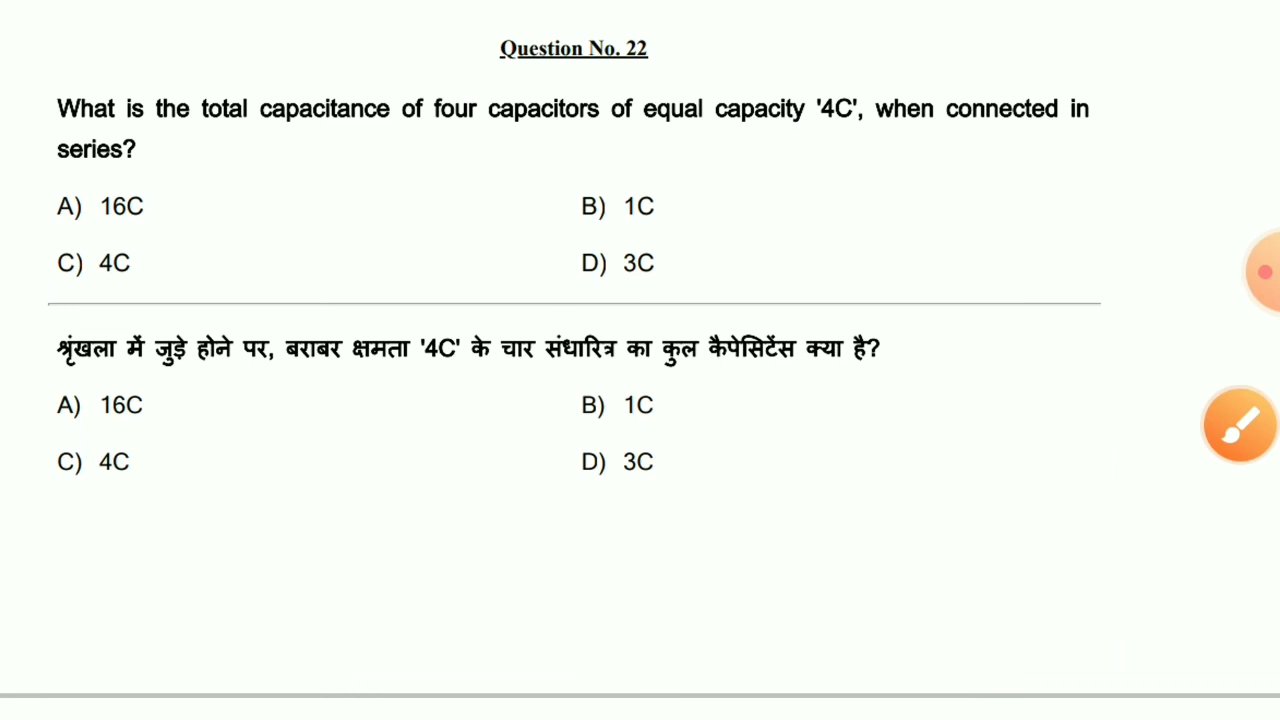 Question No. 22
What is the total capacitance of four capacitors of equal capacity '4C', when connected in
series?
A) 16C B) 1C
C) 4C D) 3C
श्रृंखला में जुड़े होने पर, बराबर क्षमता '4C' के चार संधारित्र का कुल कैपेसिटेंस क्या है?
A) 16C B) 1C
C) 4C D) 3C